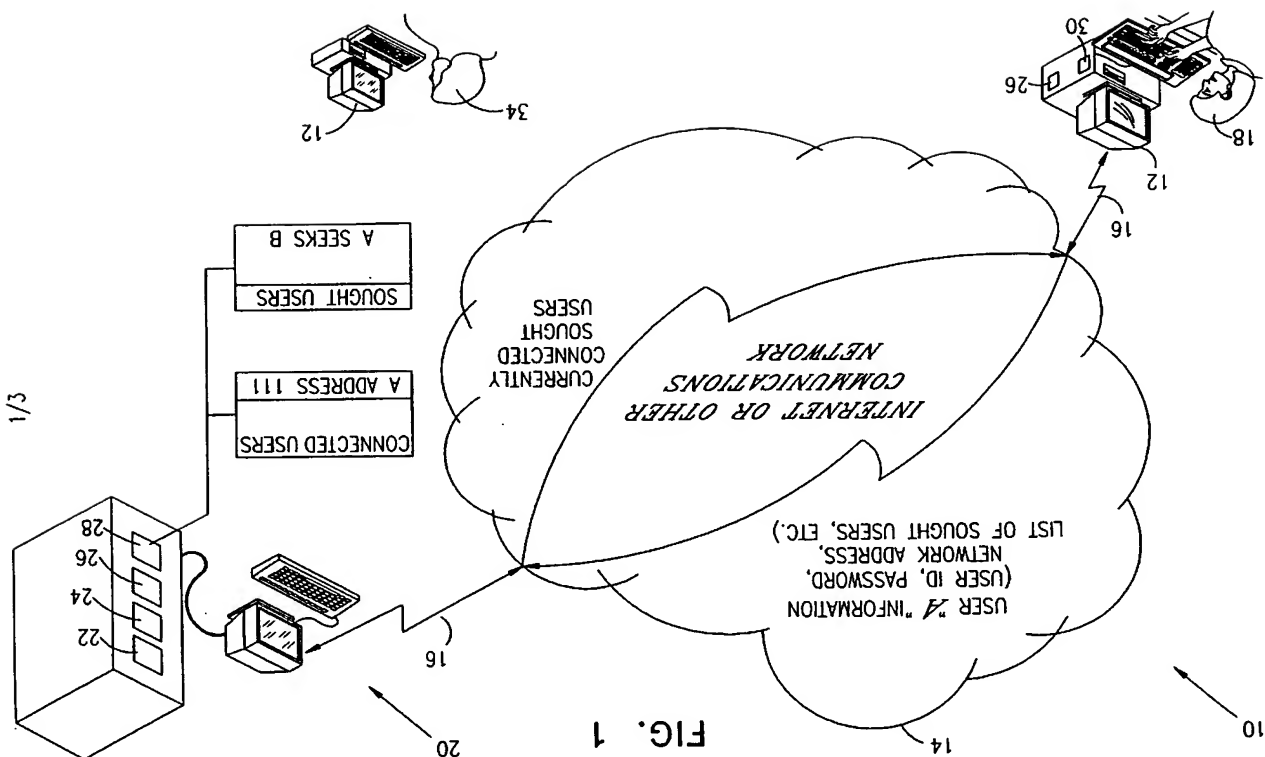 FIG. 1
14
10
20
16
22
24
26
28
USER "A" INFORMATION
(USER ID, PASSWORD,
NETWORK ADDRESS,
LIST OF SOUGHT USERS, ETC.)
CONNECTED USERS
A ADDRESS 111
1/3
INTERNET OR OTHER
COMMUNICATIONS
NETWORK
CURRENTLY
CONNECTED
SOUGHT
USERS
SOUGHT USERS
A SEEKS B
16
12
18
26
30
12
34